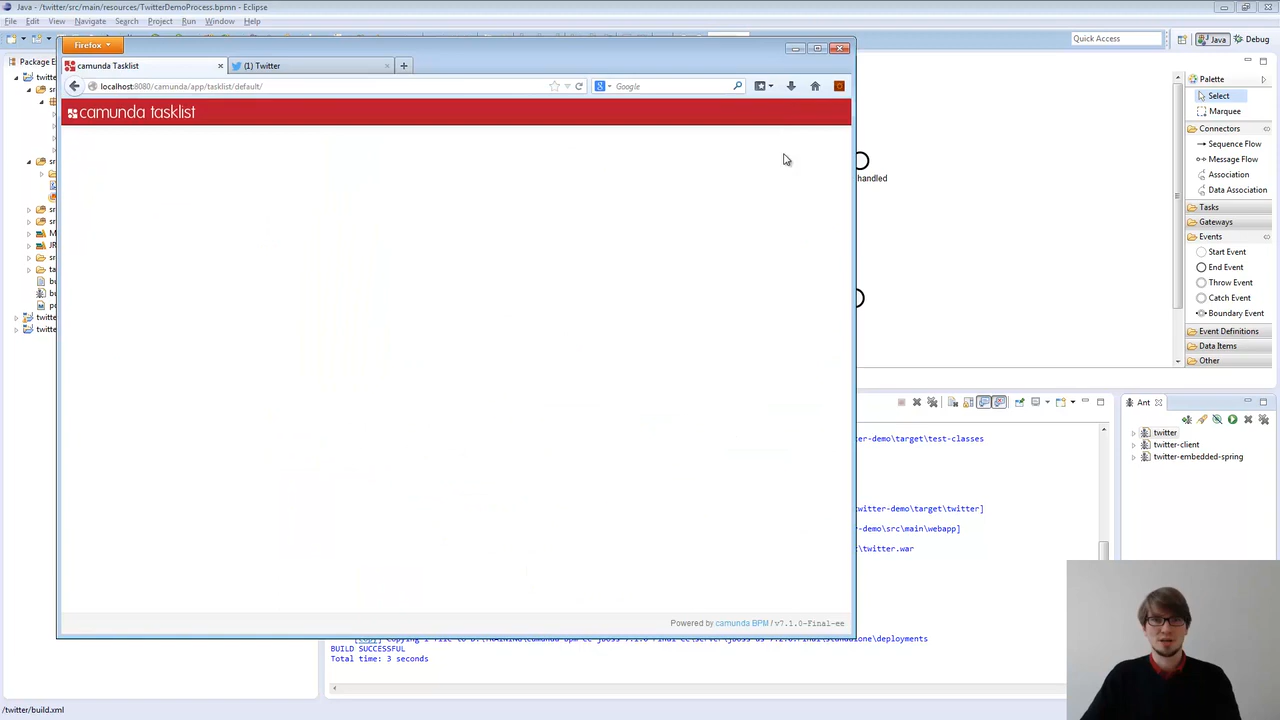 Java - /twitter/src/main/resources/TwitterDemoProcess.bpmn - Eclipse
File Edit View Navigate Search Project Run Window Help
Quick Access
Java
Debug
Package E
twitte
Firefox
camunda Tasklist
(1) Twitter
localhost:8080/camunda/app/tasklist/default/
Google
camunda tasklist
Powered by camunda BPM / v7.1.0-Final-ee
handled
Palette
Select
Marquee
Connectors
Sequence Flow
Message Flow
Association
Data Association
Tasks
Gateways
Events
Start Event
End Event
Throw Event
Catch Event
Boundary Event
Event Definitions
Data Items
Other
Ant
twitter
twitter-client
twitter-embedded-spring
tter-demo\target\test-classes
witter-demo\target\twitter]
-demo\src\main\webapp]
\twitter.war
BUILD SUCCESSFUL
Total time: 3 seconds
/twitter/build.xml